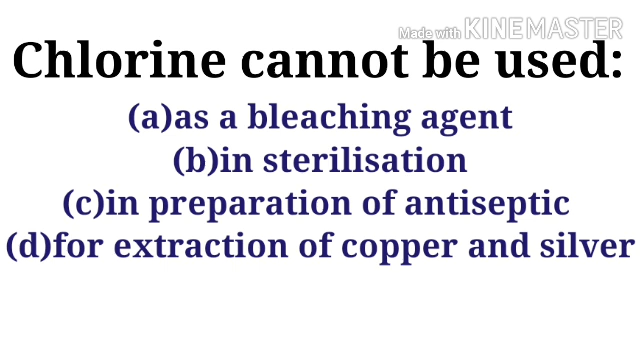 Made with KINEMASTER
Chlorine cannot be used:
(a)as a bleaching agent
(b)in sterilisation
(c)in preparation of antiseptic
(d)for extraction of copper and silver